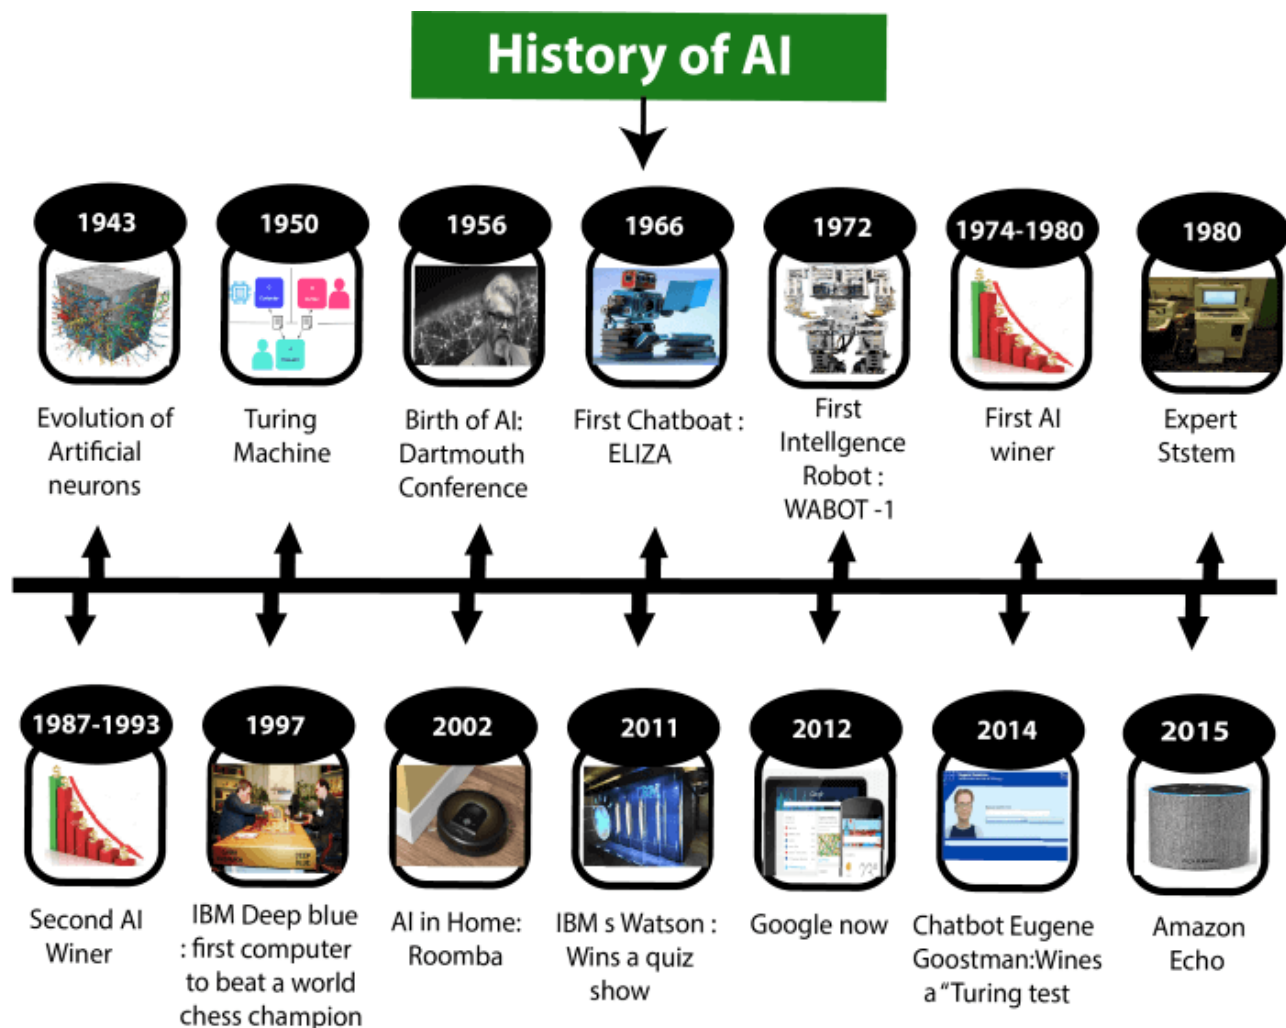 History of AI
1943
1950
1956
1966
1972
1974-1980
1980
Evolution of
Artificial
neurons
Turing
Machine
Birth of AI:
Dartmouth
Conference
First Chatboat :
ELIZA
First
Intellgence
Robot :
WABOT -1
First AI
winer
Expert
Ststem
1987-1993
1997
2002
2011
2012
2014
2015
DEEP
BLUE
Second AI
Winer
IBM Deep blue
: first computer
to beat a world
chess champion
AI in Home:
Roomba
IBM s Watson :
Wins a quiz
show
Google now
Chatbot Eugene
Goostman:Wines
a “Turing test
Amazon
Echo